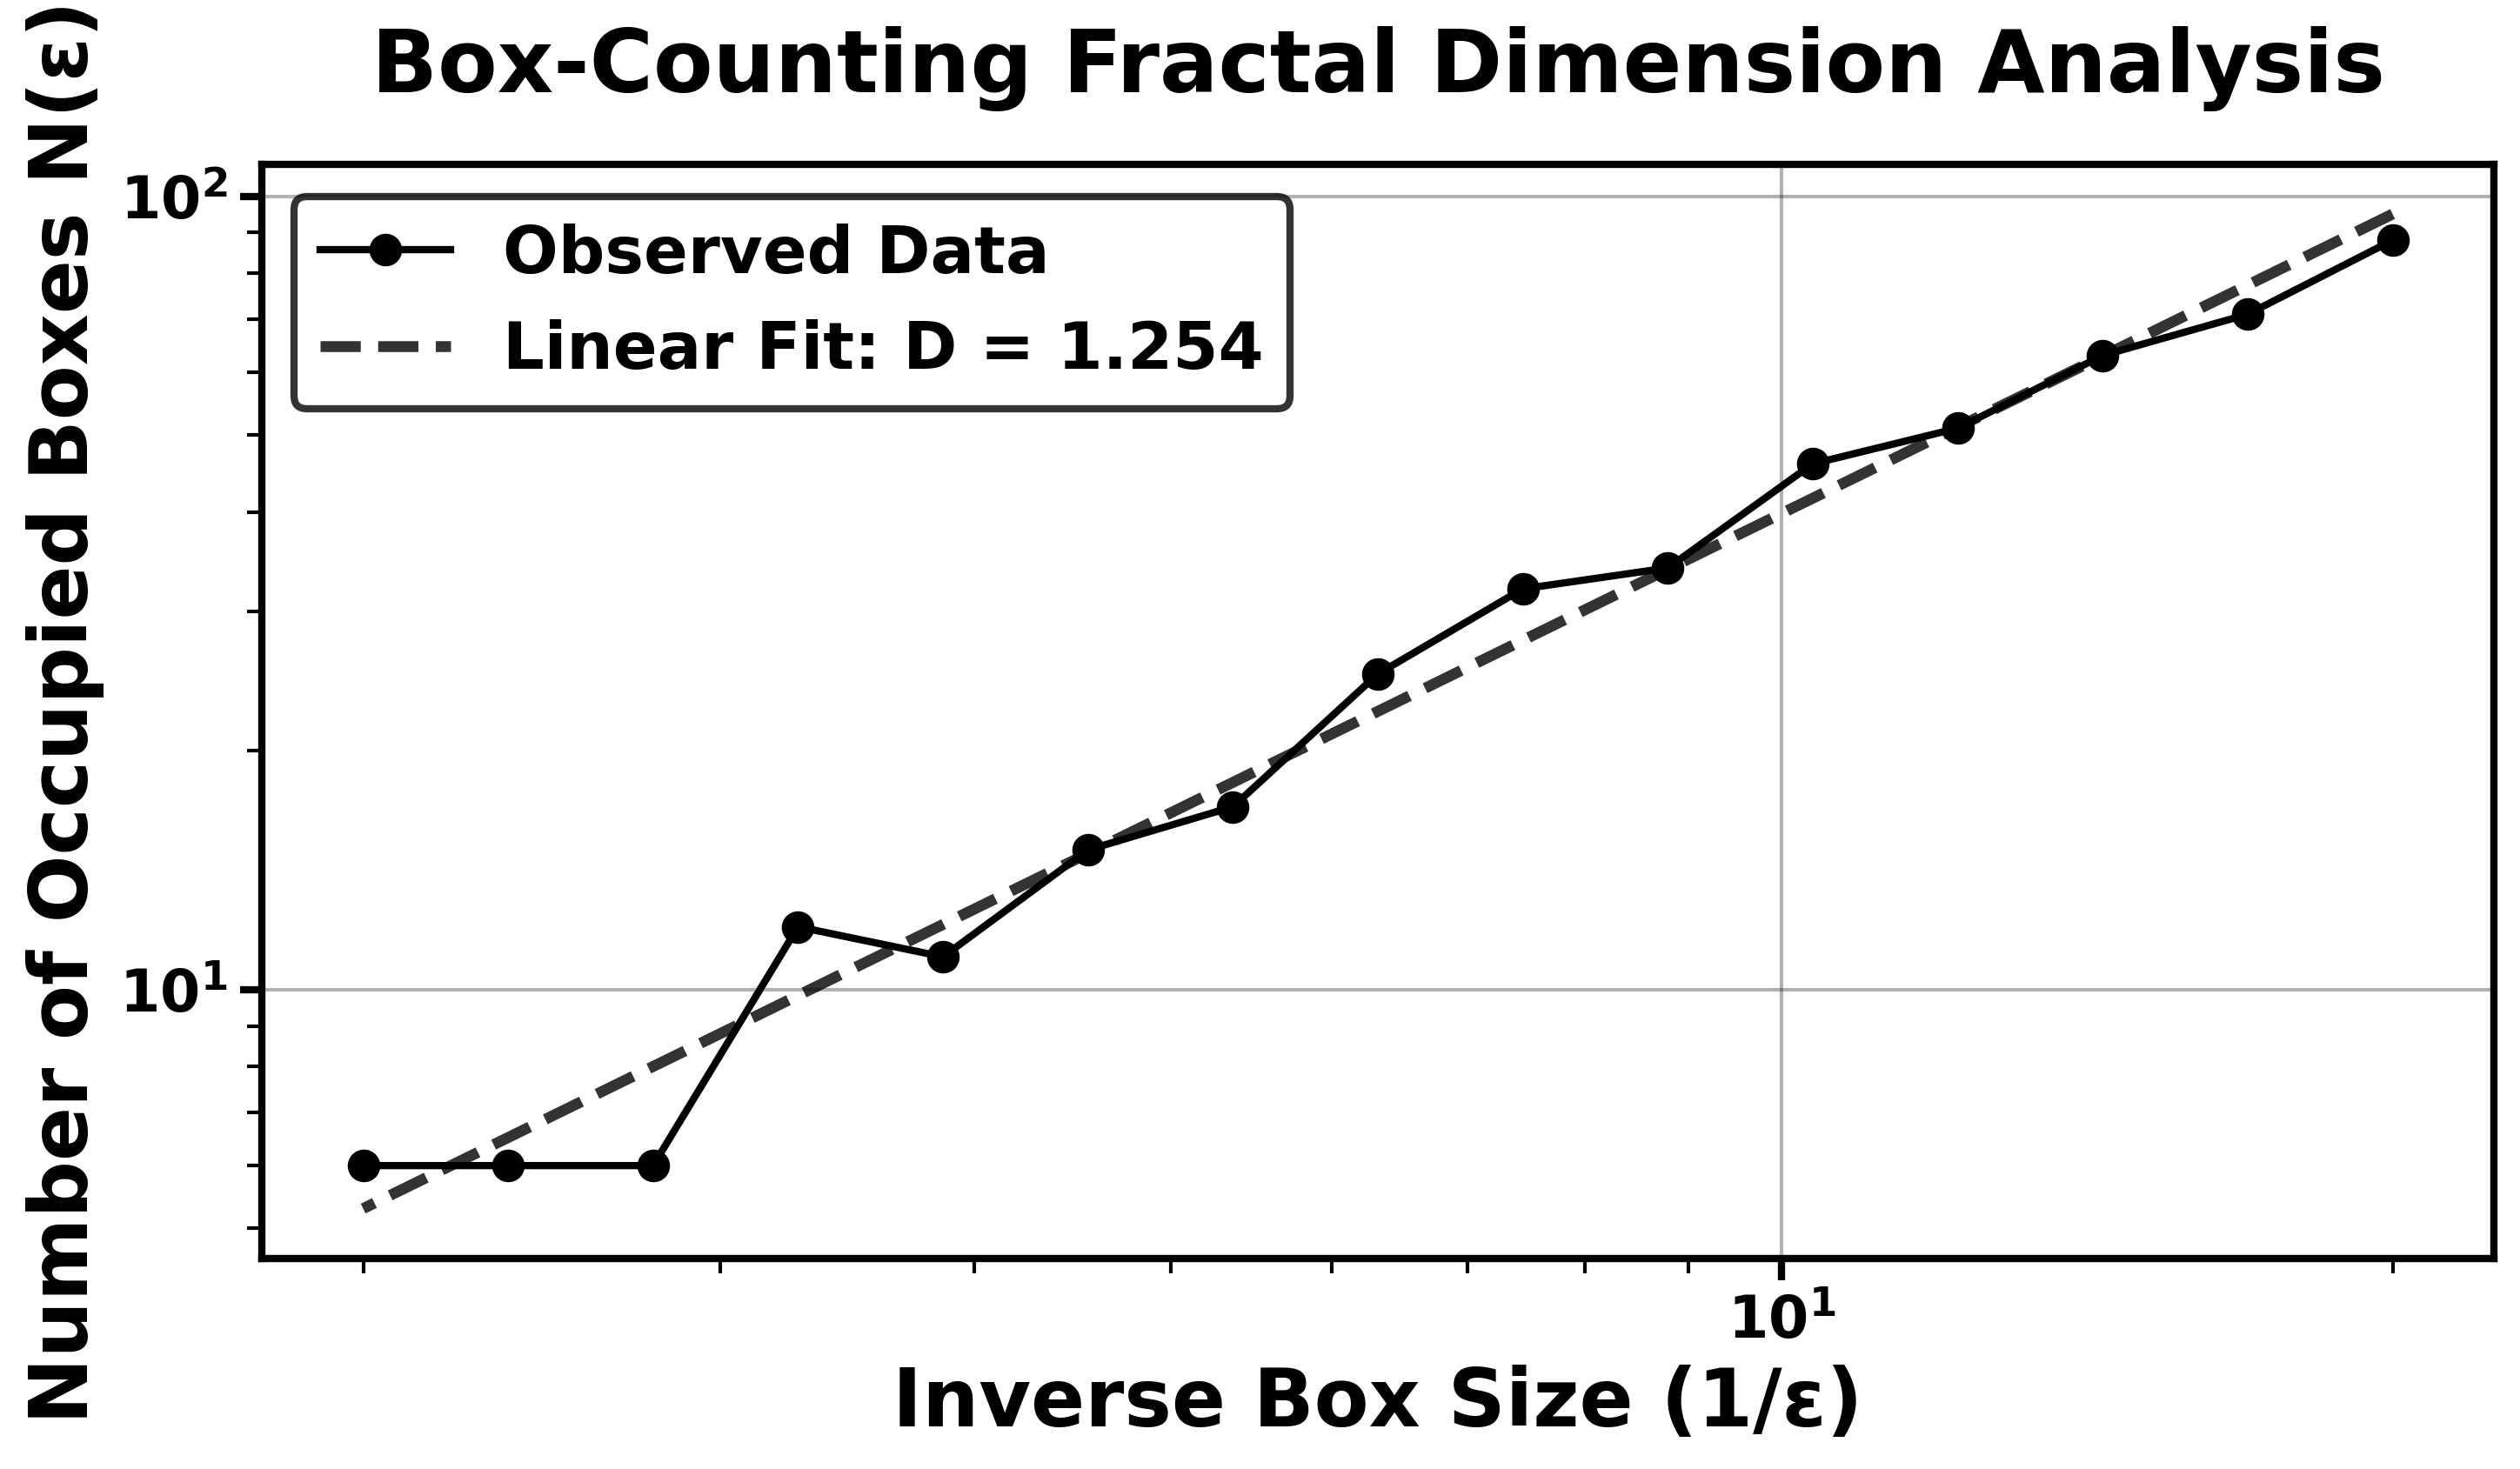 Box-Counting Fractal Dimension Analysis
Number of Occupied Boxes N(ε)
10²
10¹
Observed Data
Linear Fit: D = 1.254
10¹
Inverse Box Size (1/ε)